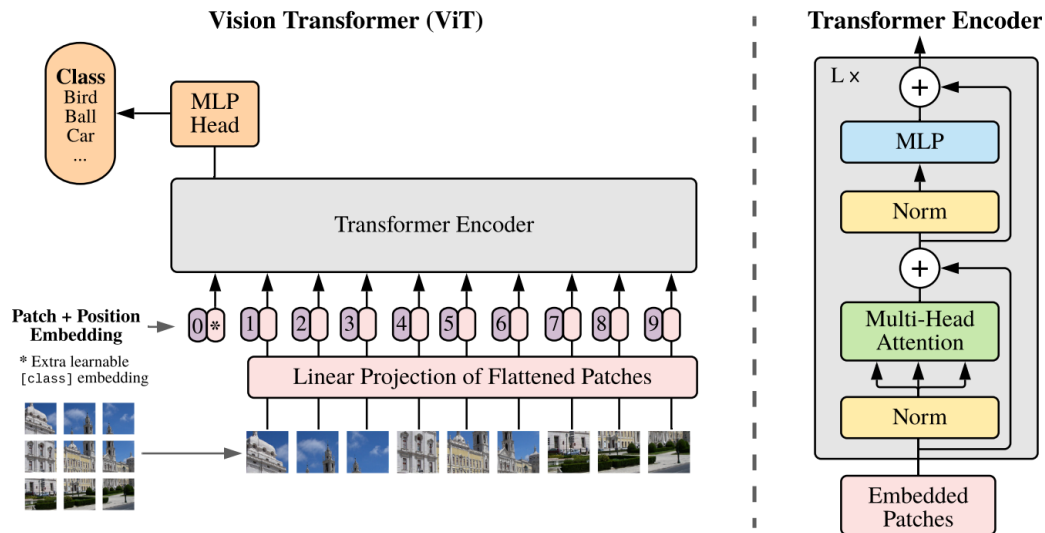 Vision Transformer (ViT)
Class
Bird
Ball
Car
...
MLP
Head
Transformer Encoder
Patch + Position
Embedding
0 * 1 2 3 4 5 6 7 8 9
* Extra learnable
[class] embedding
Linear Projection of Flattened Patches
Transformer Encoder
L x
+
MLP
Norm
+
Multi-Head
Attention
Norm
Embedded
Patches